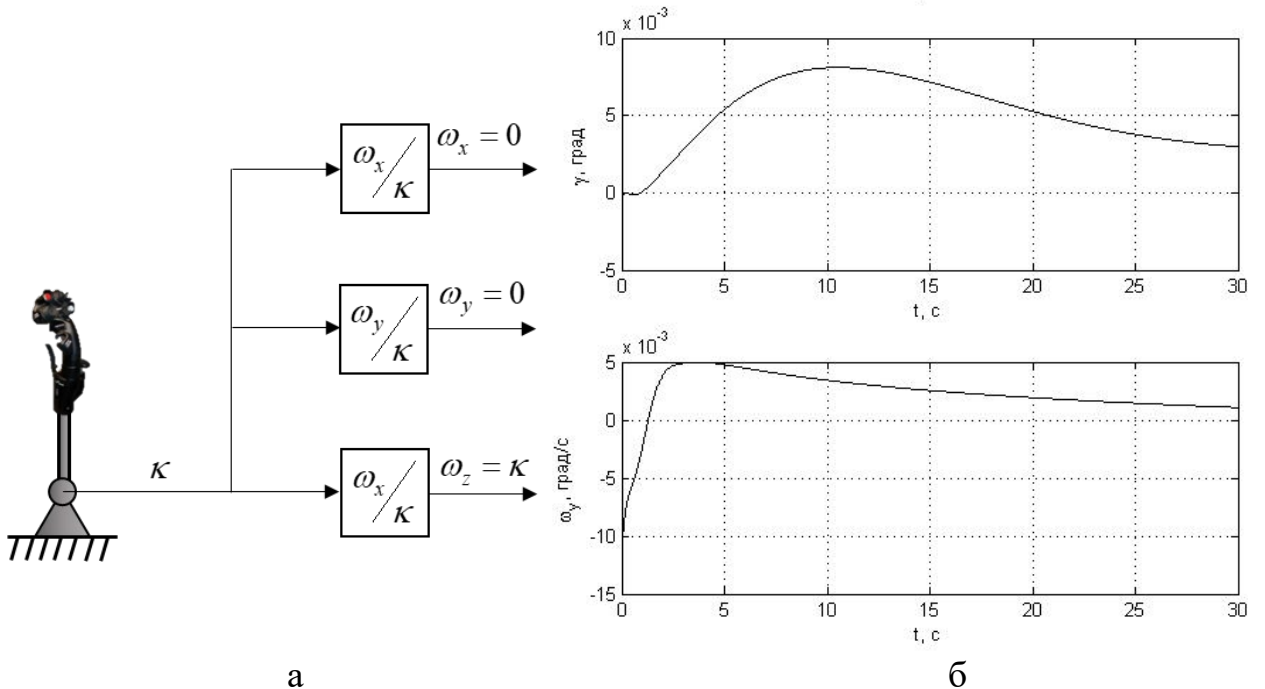 ω_x/κ
ω_x = 0
ω_y/κ
ω_y = 0
κ
ω_x/κ
ω_z = κ
x 10⁻³
10
5
0
-5
γ, град
0 5 10 15 20 25 30
t, с
x 10⁻³
5
0
-5
-10
-15
ω_y, град/с
0 5 10 15 20 25 30
t, с
а
б